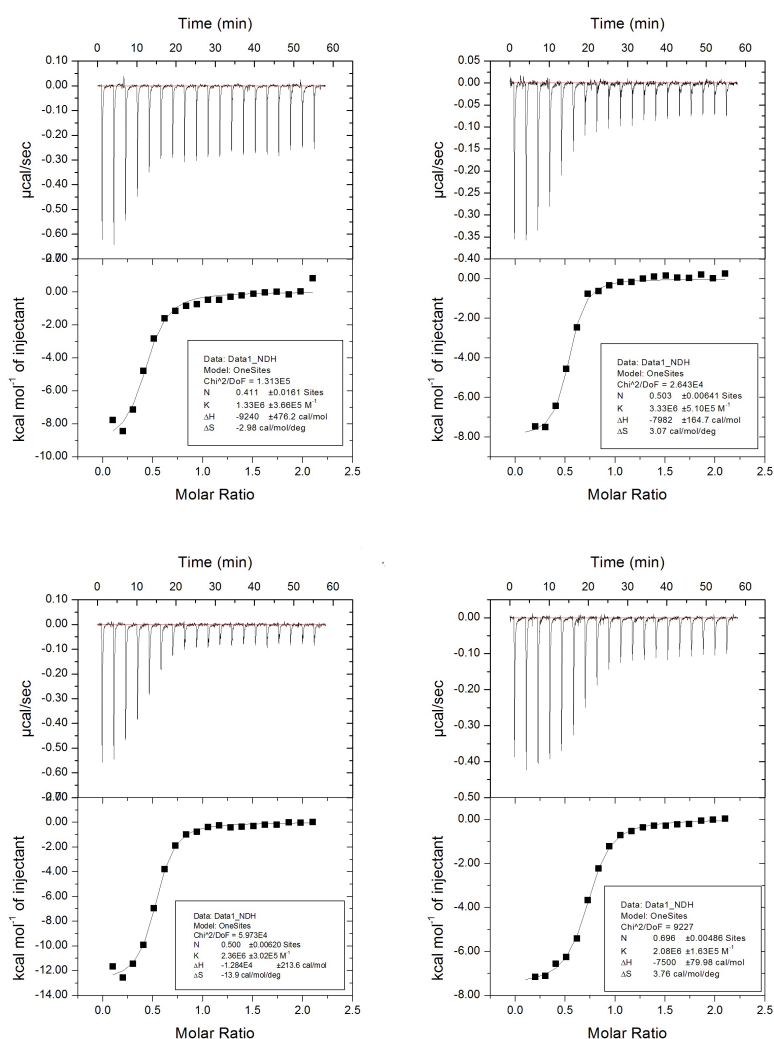 Time (min)
0 10 20 30 40 50 60
0.10
0.00
-0.10
-0.20
-0.30
-0.40
-0.50
-0.60
µcal/sec
0.00
-2.00
-4.00
-6.00
-8.00
-10.00
kcal mol⁻¹ of injectant
Data: Data1_NDH
Model: OneSites
Chi^2/DoF = 1.313E5
N 0.411 ±0.0161 Sites
K 1.33E6 ±3.66E5 M⁻¹
ΔH -9240 ±476.2 cal/mol
ΔS -2.98 cal/mol/deg
0.0 0.5 1.0 1.5 2.0 2.5
Molar Ratio
Time (min)
0 10 20 30 40 50 60
0.05
0.00
-0.05
-0.10
-0.15
-0.20
-0.25
-0.30
-0.35
-0.40
µcal/sec
0.00
-2.00
-4.00
-6.00
-8.00
kcal mol⁻¹ of injectant
Data: Data1_NDH
Model: OneSites
Chi^2/DoF = 2.643E4
N 0.503 ±0.00641 Sites
K 3.33E6 ±5.10E5 M⁻¹
ΔH -7982 ±164.7 cal/mol
ΔS 3.07 cal/mol/deg
0.0 0.5 1.0 1.5 2.0 2.5
Molar Ratio
Time (min)
0 10 20 30 40 50 60
0.10
0.00
-0.10
-0.20
-0.30
-0.40
-0.50
-0.60
µcal/sec
0.00
-2.00
-4.00
-6.00
-8.00
-10.00
-12.00
-14.00
kcal mol⁻¹ of injectant
Data: Data1_NDH
Model: OneSites
Chi^2/DoF = 5.973E4
N 0.500 ±0.00620 Sites
K 2.36E6 ±3.02E5 M⁻¹
ΔH -1.284E4 ±213.6 cal/mol
ΔS -13.9 cal/mol/deg
0.0 0.5 1.0 1.5 2.0 2.5
Molar Ratio
Time (min)
0 10 20 30 40 50 60
0.00
-0.10
-0.20
-0.30
-0.40
-0.50
µcal/sec
0.00
-2.00
-4.00
-6.00
-8.00
kcal mol⁻¹ of injectant
Data: Data1_NDH
Model: OneSites
Chi^2/DoF = 9227
N 0.696 ±0.00486 Sites
K 2.08E6 ±1.63E5 M⁻¹
ΔH -7500 ±79.98 cal/mol
ΔS 3.76 cal/mol/deg
0.0 0.5 1.0 1.5 2.0 2.5
Molar Ratio